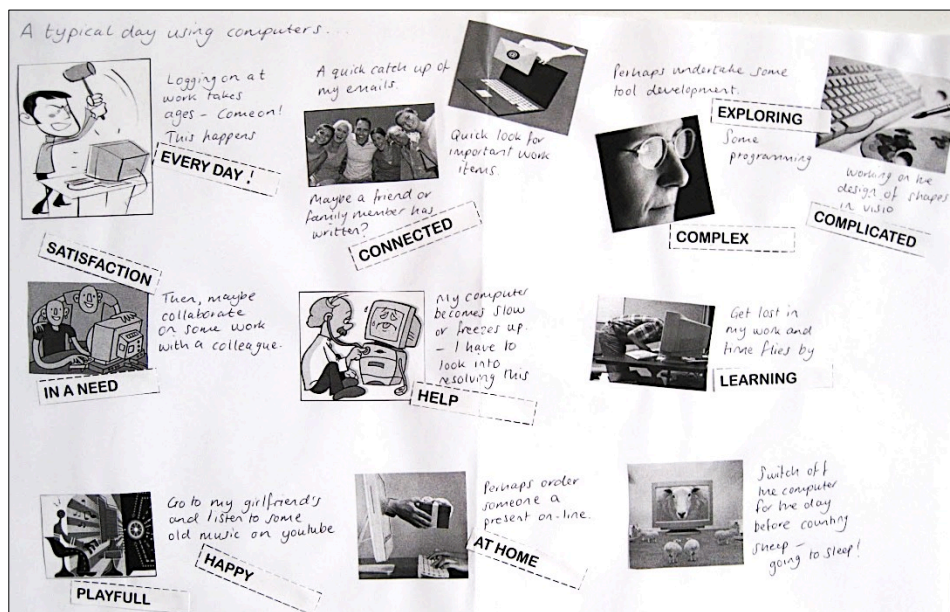 A typical day using computers...
Logging on at
work takes
ages - Comeon!
This happens
EVERY DAY !
A quick catch up of
my emails.
Maybe a friend or
family member has
written?
CONNECTED
Quick look for
important work
items.
Perhaps undertake some
tool development.
EXPLORING
Some
programming
COMPLEX
Working on the
design of shapes
in visio
COMPLICATED
SATISFACTION
Then, maybe
collaborate
on some work
with a colleague.
IN A NEED
My computer
becomes slow
or freezes up.
- I have to
look into
resolving this
HELP
Get lost in
my work and
time flies by
LEARNING
Go to my girlfriend's
and listen to some
old music on youtube
HAPPY
PLAYFULL
Perhaps order
someone a
present on-line.
AT HOME
Switch off
the computer
for the day
before counting
sheep -
going to sleep!